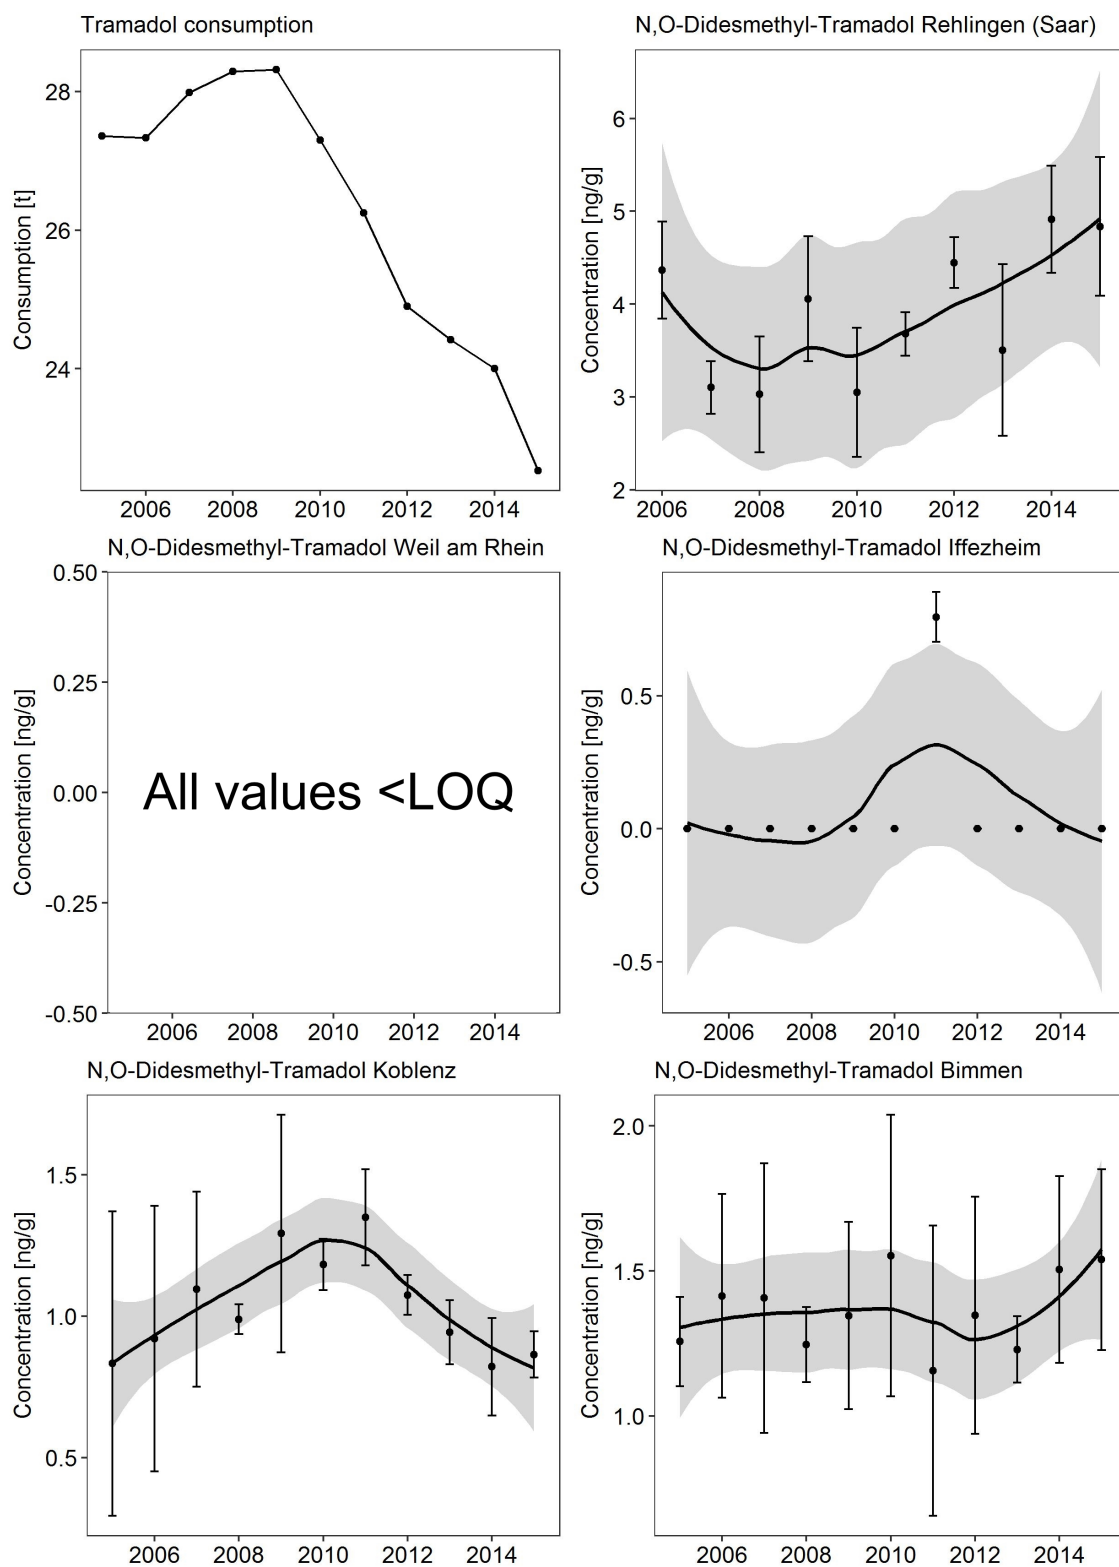 Tramadol consumption
Consumption [t]
28
26
24
2006 2008 2010 2012 2014
N,O-Didesmethyl-Tramadol Rehlingen (Saar)
Concentration [ng/g]
6
5
4
3
2
2006 2008 2010 2012 2014
N,O-Didesmethyl-Tramadol Weil am Rhein
Concentration [ng/g]
0.50
0.25
0.00
-0.25
-0.50
All values <LOQ
2006 2008 2010 2012 2014
N,O-Didesmethyl-Tramadol Iffezheim
Concentration [ng/g]
0.5
0.0
-0.5
2006 2008 2010 2012 2014
N,O-Didesmethyl-Tramadol Koblenz
Concentration [ng/g]
1.5
1.0
0.5
2006 2008 2010 2012 2014
N,O-Didesmethyl-Tramadol Bimmen
Concentration [ng/g]
2.0
1.5
1.0
2006 2008 2010 2012 2014